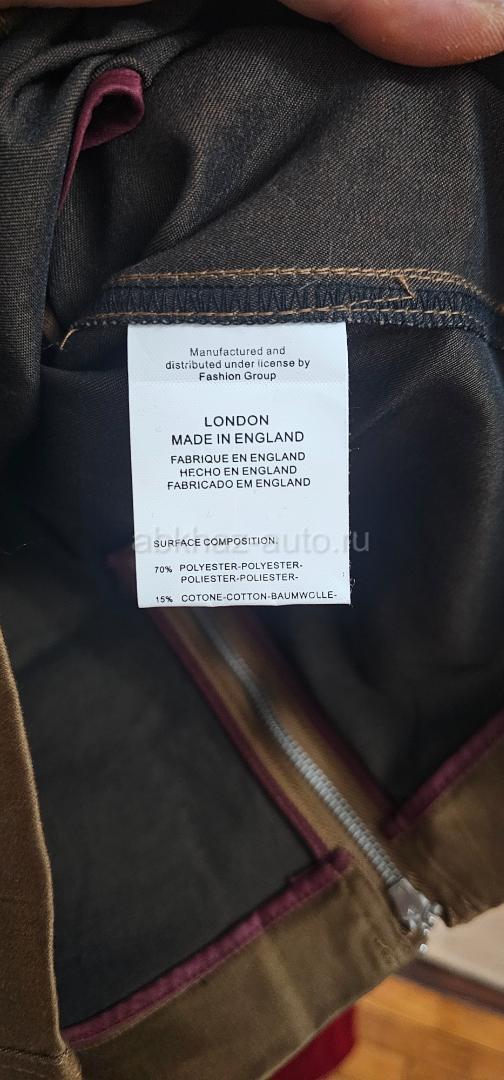 Manufactured and
distributed under license by
Fashion Group
LONDON
MADE IN ENGLAND
FABRIQUE EN ENGLAND
HECHO EN ENGLAND
FABRICADO EM ENGLAND
abkhaz-auto.ru
SURFACE COMPOSITION:
70% POLYESTER-POLYESTER-
POLIESTER-POLIESTER-
15% COTONE-COTTON-BAUMWOLLE-